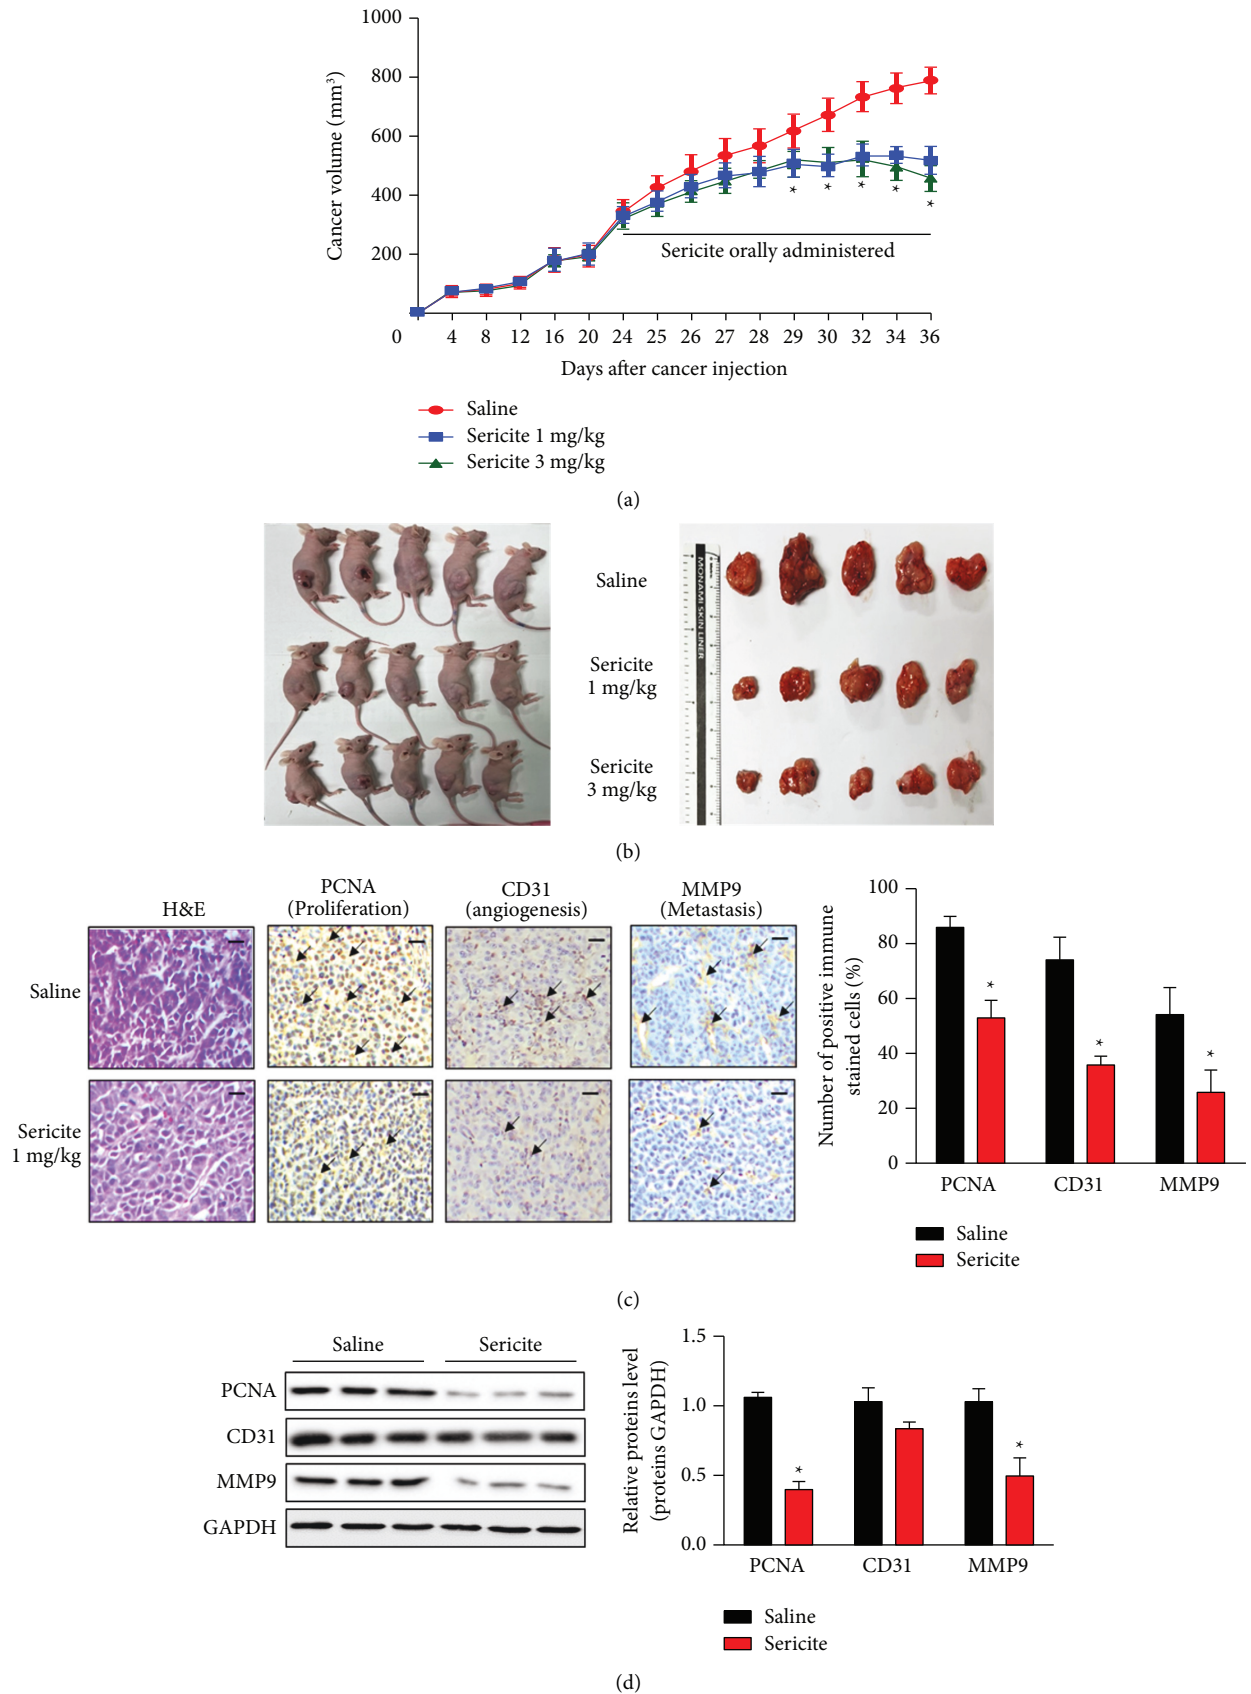 1000
800
600
400
200
0
Cancer volume (mm³)
* * * * *
Sericite orally administered
4 8 12 16 20 24 25 26 27 28 29 30 32 34 36
Days after cancer injection
Saline
Sericite 1 mg/kg
Sericite 3 mg/kg
(a)
Saline
Sericite
1 mg/kg
Sericite
3 mg/kg
MONAMI SKIN LINER
(b)
H&E
PCNA
(Proliferation)
CD31
(angiogenesis)
MMP9
(Metastasis)
Saline
Sericite
1 mg/kg
Number of positive immune
stained cells (%)
100
80
60
40
20
0
* * *
PCNA CD31 MMP9
Saline
Sericite
(c)
Saline Sericite
PCNA
CD31
MMP9
GAPDH
Relative proteins level
(proteins GAPDH)
1.5
1.0
0.5
0.0
* *
PCNA CD31 MMP9
Saline
Sericite
(d)